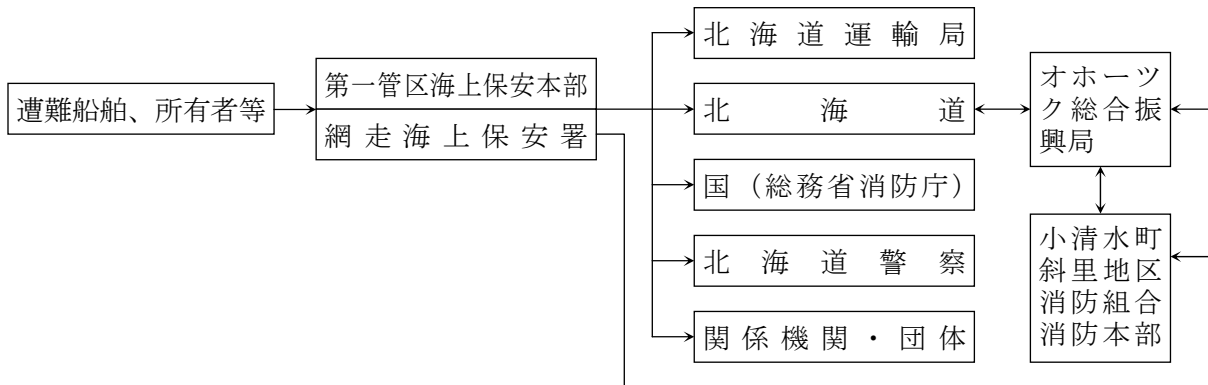 遭難船舶、所有者等
第一管区海上保安本部
網走海上保安署
北海道運輸局
北海道
国（総務省消防庁）
北海道警察
関係機関・団体
オホーツ
ク総合振
興局
小清水町
斜里地区
消防組合
消防本部